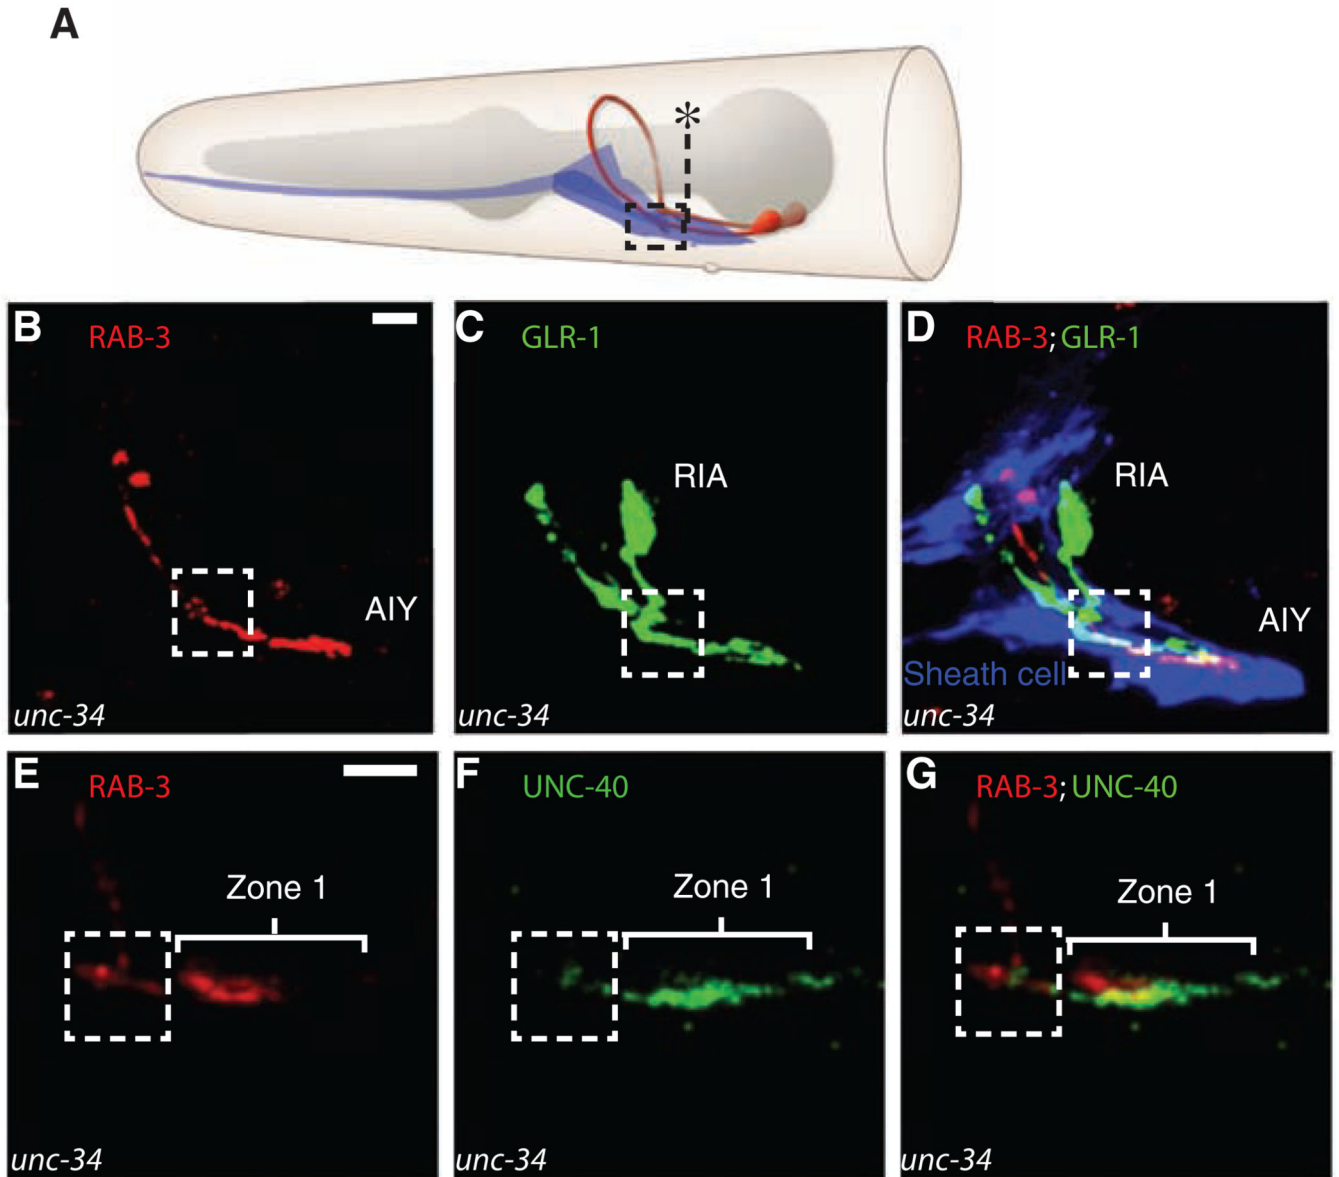 A
*
B RAB-3
AIY
unc-34
C GLR-1
RIA
unc-34
D RAB-3; GLR-1
RIA
AIY
Sheath cell
unc-34
E RAB-3
Zone 1
unc-34
F UNC-40
Zone 1
unc-34
G RAB-3; UNC-40
Zone 1
unc-34